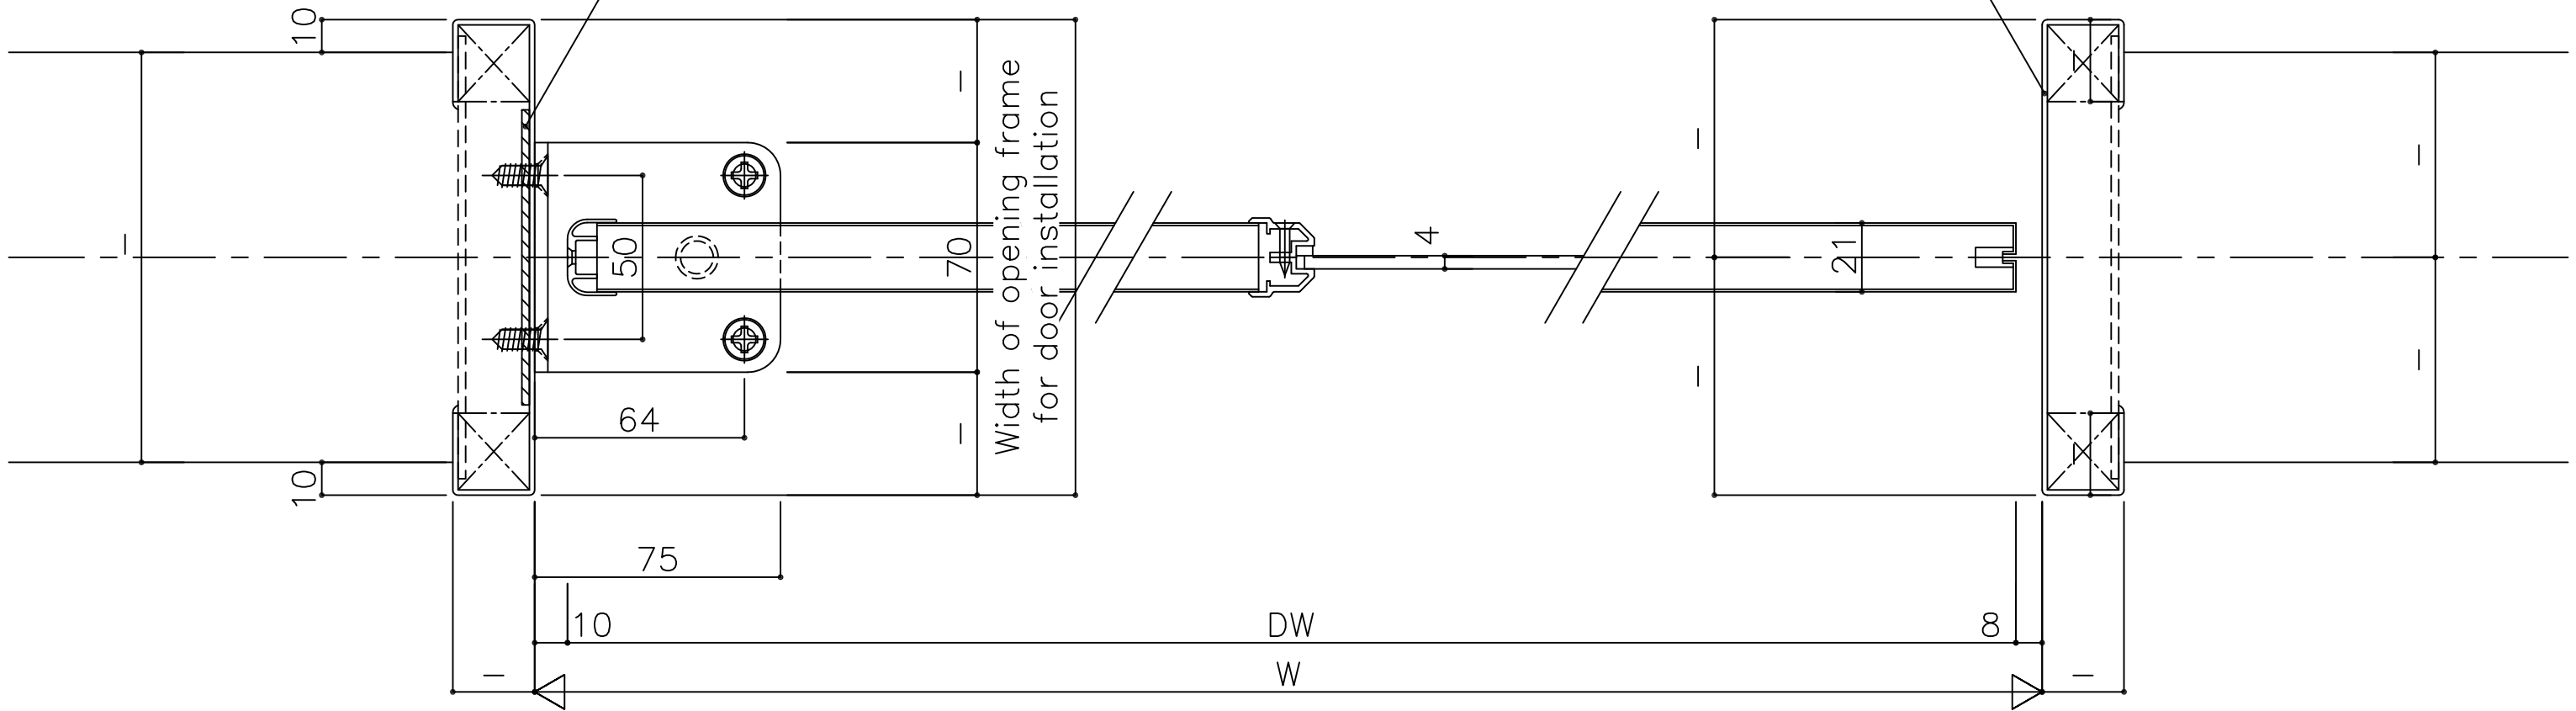 10
Width of opening frame
for door installation
50
70
4
21
64
10
75
10
DW
8
W